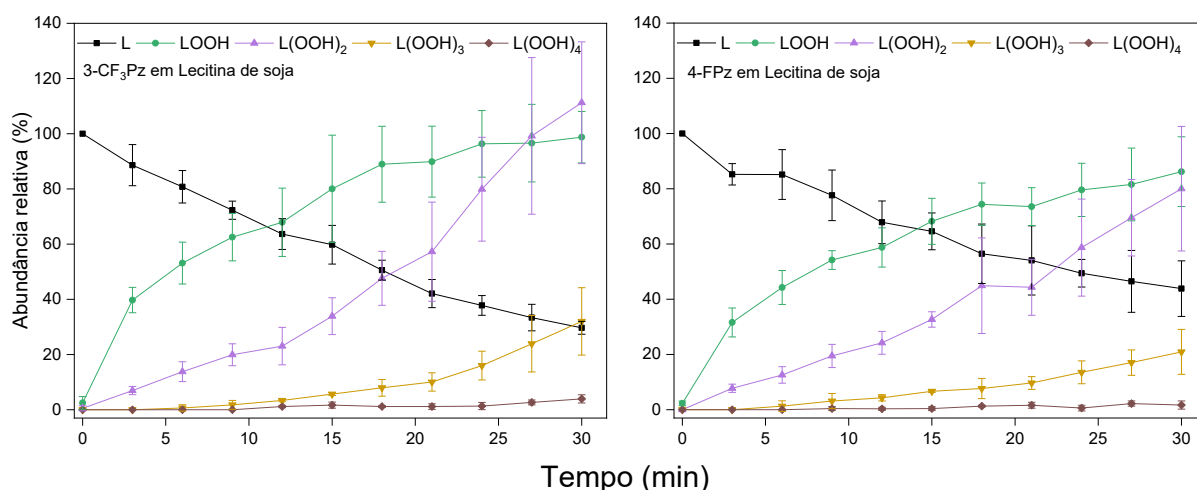 L LOOH L(OOH)₂ L(OOH)₃ L(OOH)₄
3-CF₃Pz em Lecitina de soja
140
120
100
80
60
40
20
0
0 5 10 15 20 25 30
Abundância relativa (%)
L LOOH L(OOH)₂ L(OOH)₃ L(OOH)₄
4-FPz em Lecitina de soja
140
120
100
80
60
40
20
0
0 5 10 15 20 25 30
Tempo (min)